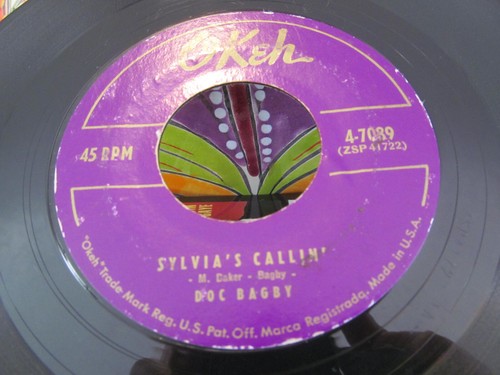 OKeh
45 RPM
4-7089
(ZSP 41722)
SYLVIA'S CALLIN'
- M. Caker - Bagby -
DOC BAGBY
"Okeh" Trade Mark Reg. U.S. Pat. Off. Marca Registrada. Made in U.S.A.